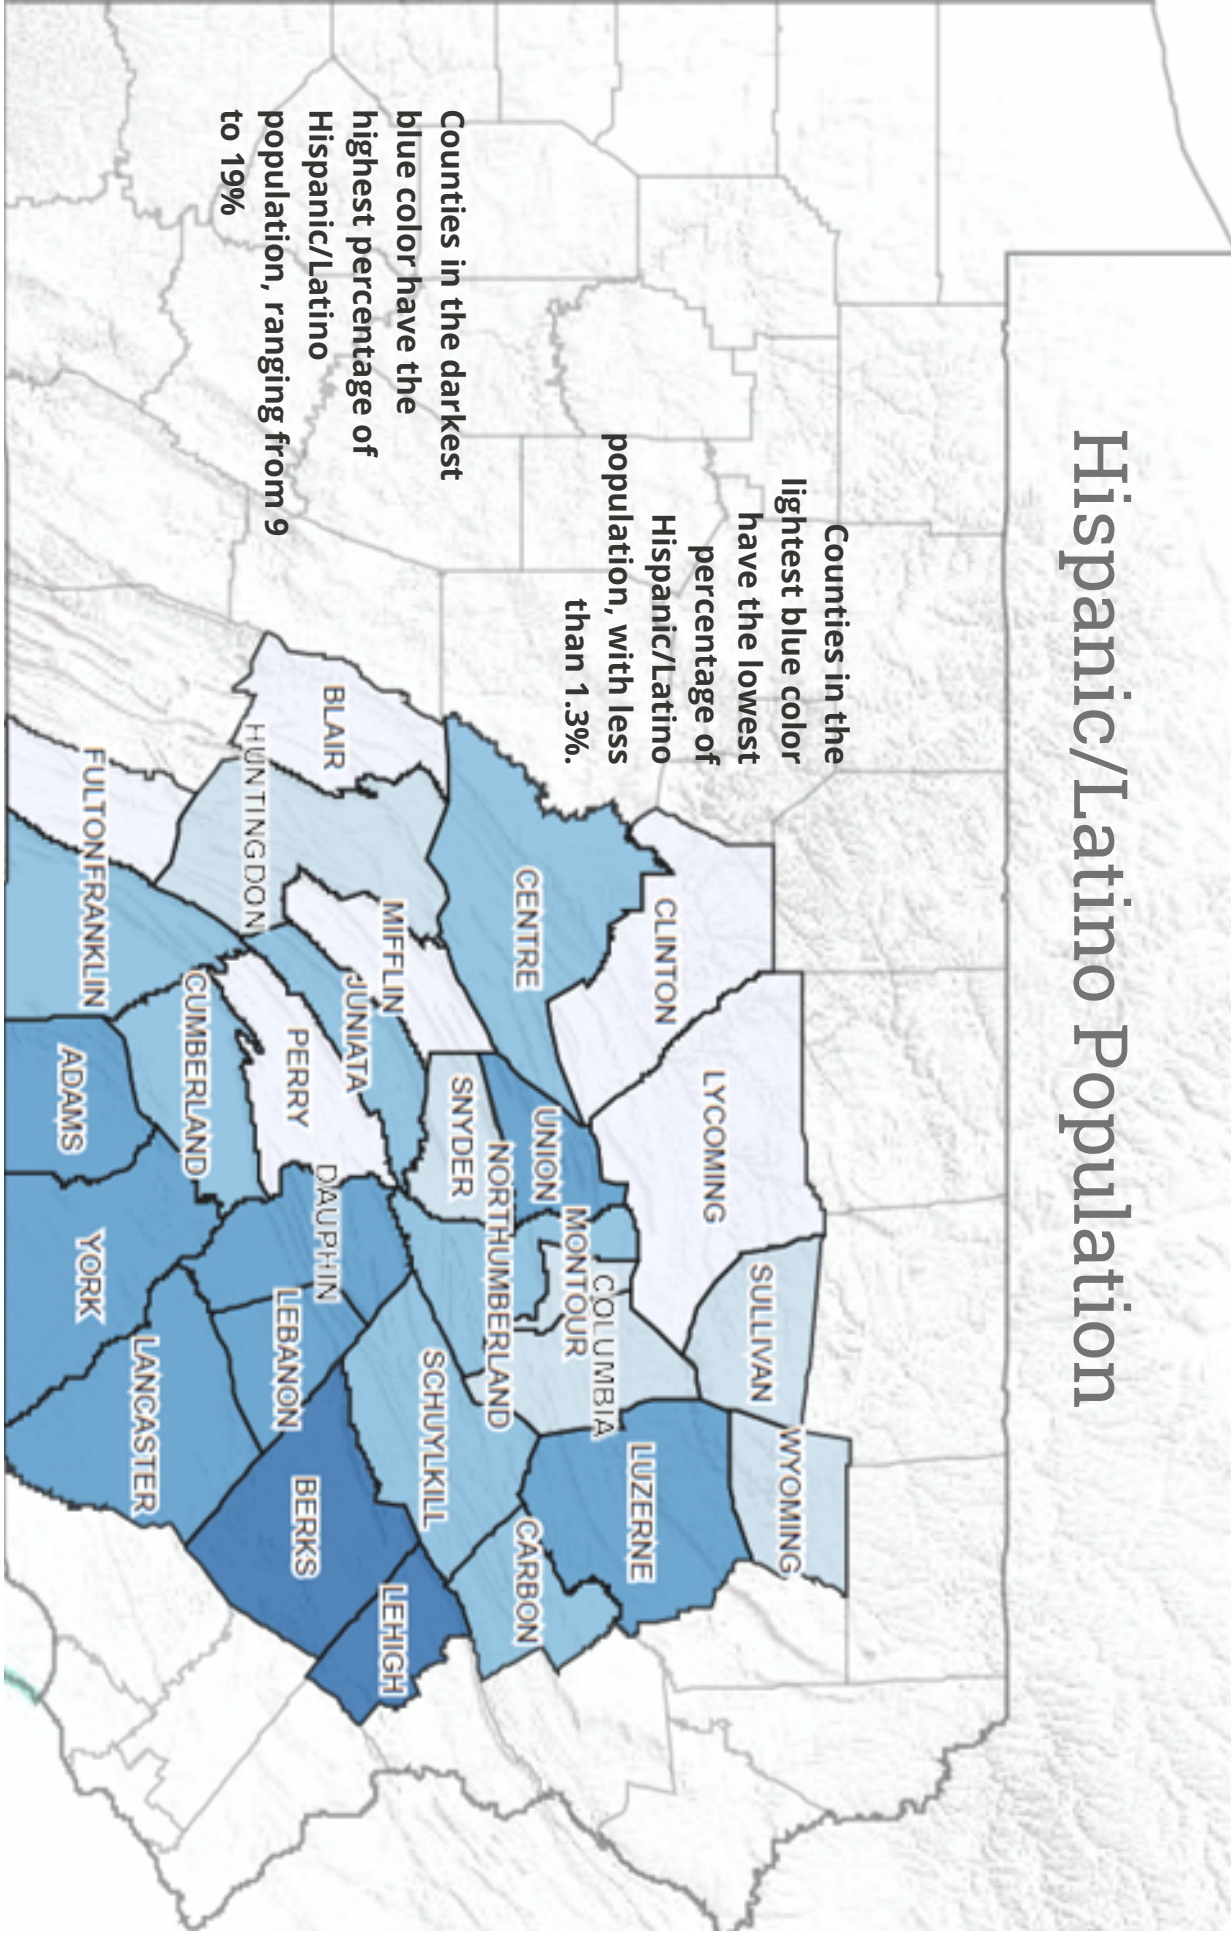 Hispanic/Latino Population
Counties in the
lightest blue color
have the lowest
percentage of
Hispanic/Latino
population, with less
than 1.3%.
Counties in the darkest
blue color have the
highest percentage of
Hispanic/Latino
population, ranging from 9
to 19%
WYOMING
SULLIVAN
LYCOMING
CLINTON
LUZERNE
COLUMBIA
MONTOUR
UNION
CENTRE
CARBON
NORTHUMBERLAND
SNYDER
SCHUYLKILL
MIFFLIN
LEHIGH
JUNIATA
BLAIR
DAUPHIN
PERRY
BERKS
LEBANON
HUNTINGDON
CUMBERLAND
LANCASTER
FULTON
FRANKLIN
YORK
ADAMS